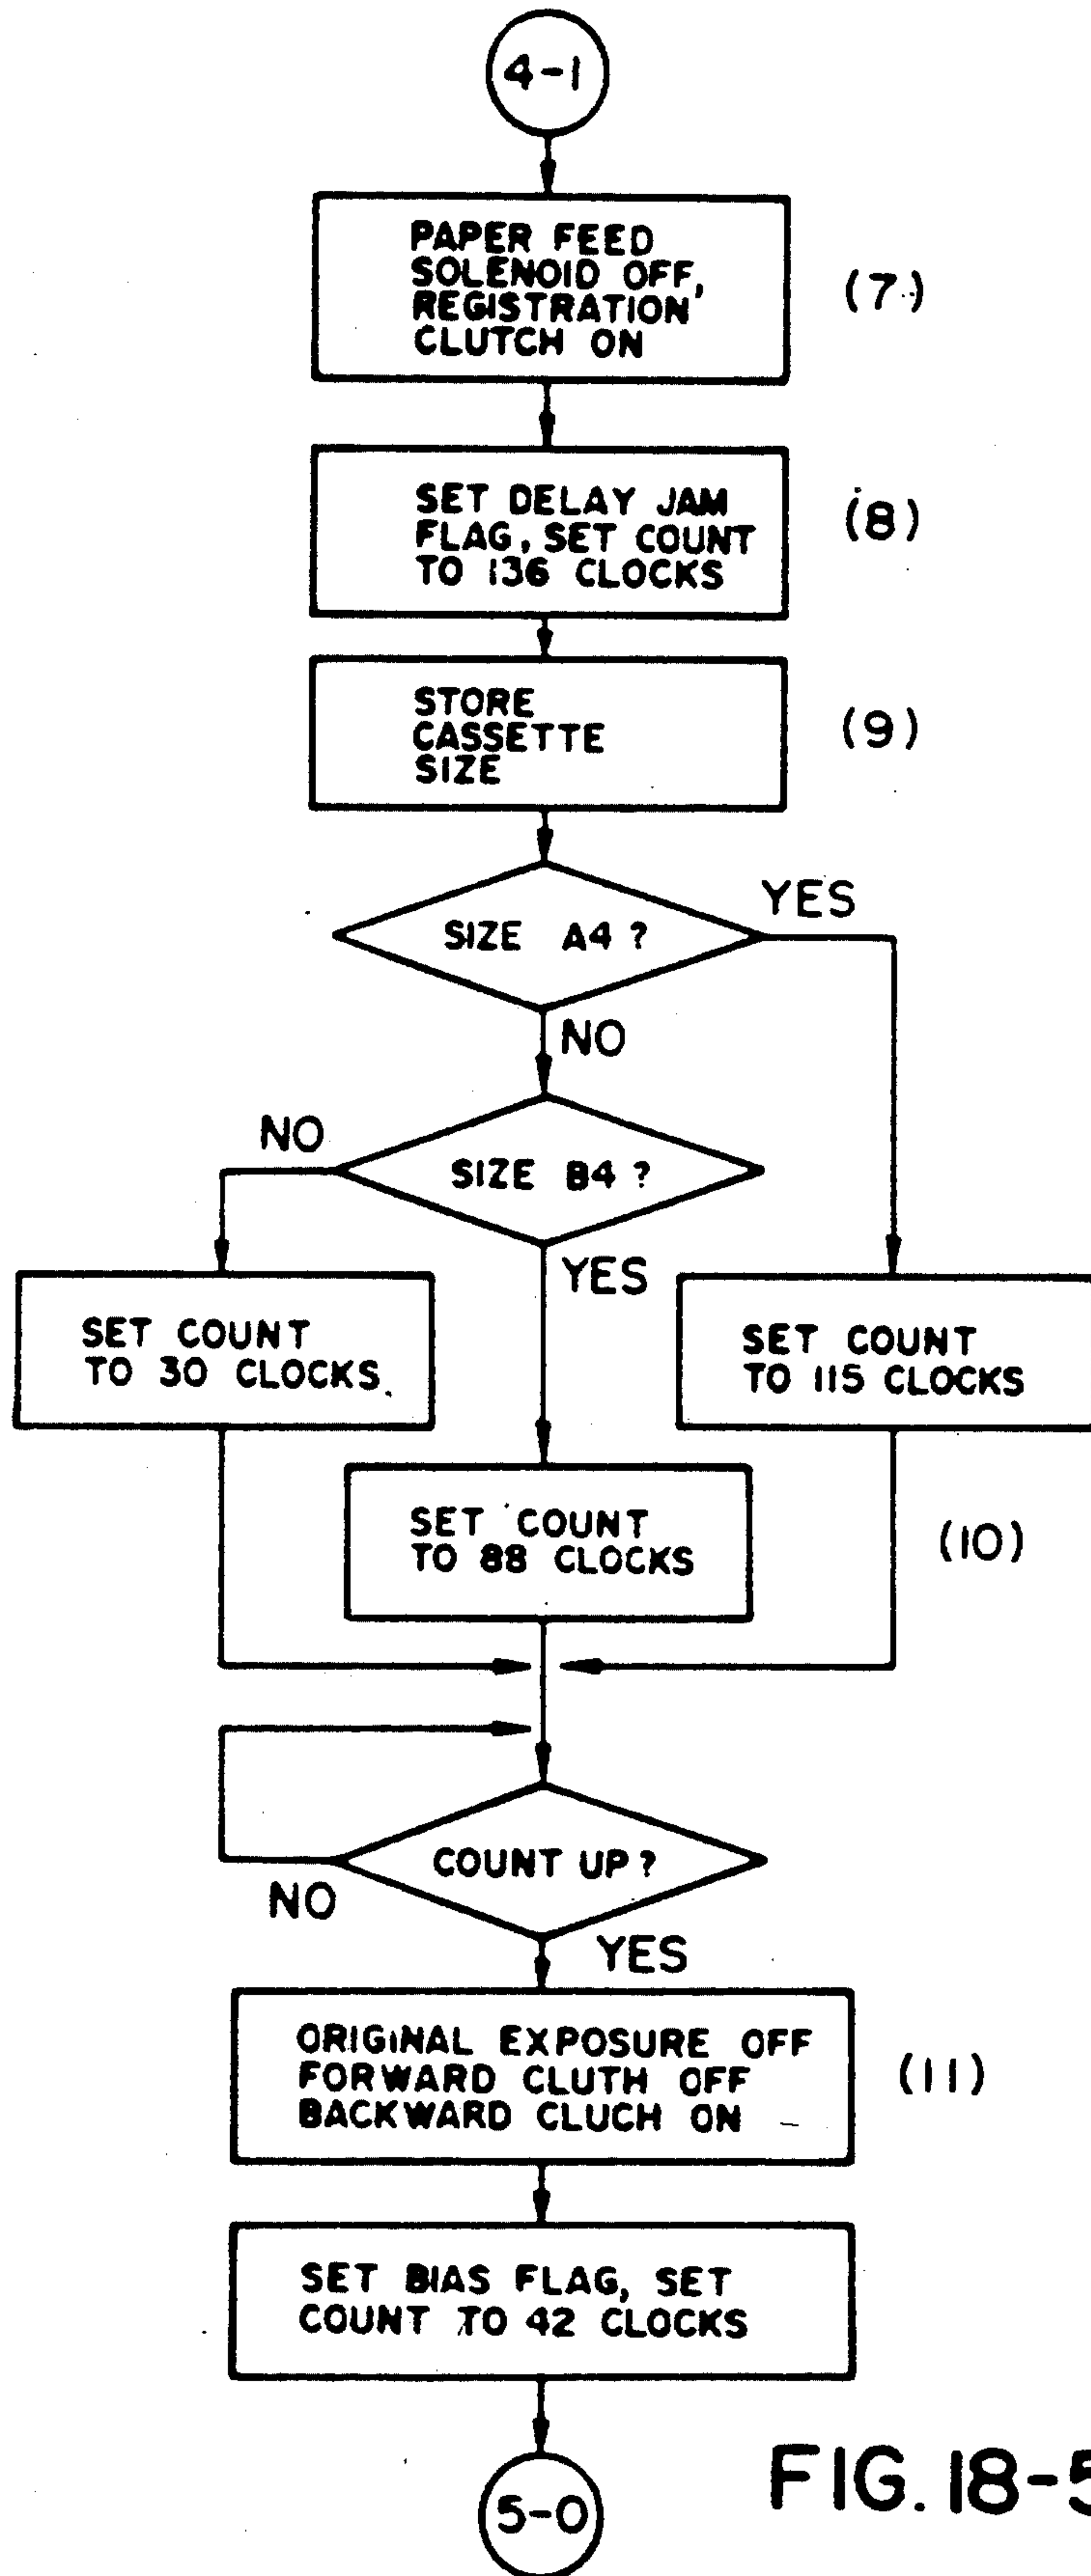 4-1
PAPER FEED
SOLENOID OFF,
REGISTRATION
CLUTCH ON
(7)
SET DELAY JAM
FLAG, SET COUNT
TO 136 CLOCKS
(8)
STORE
CASSETTE
SIZE
(9)
SIZE A4 ?
YES
NO
SIZE B4 ?
NO
YES
SET COUNT
TO 30 CLOCKS
SET COUNT
TO 115 CLOCKS
SET COUNT
TO 88 CLOCKS
(10)
COUNT UP ?
NO
YES
ORIGINAL EXPOSURE OFF
FORWARD CLUTH OFF
BACKWARD CLUCH ON
(11)
SET BIAS FLAG, SET
COUNT TO 42 CLOCKS
5-0
FIG. 18-5